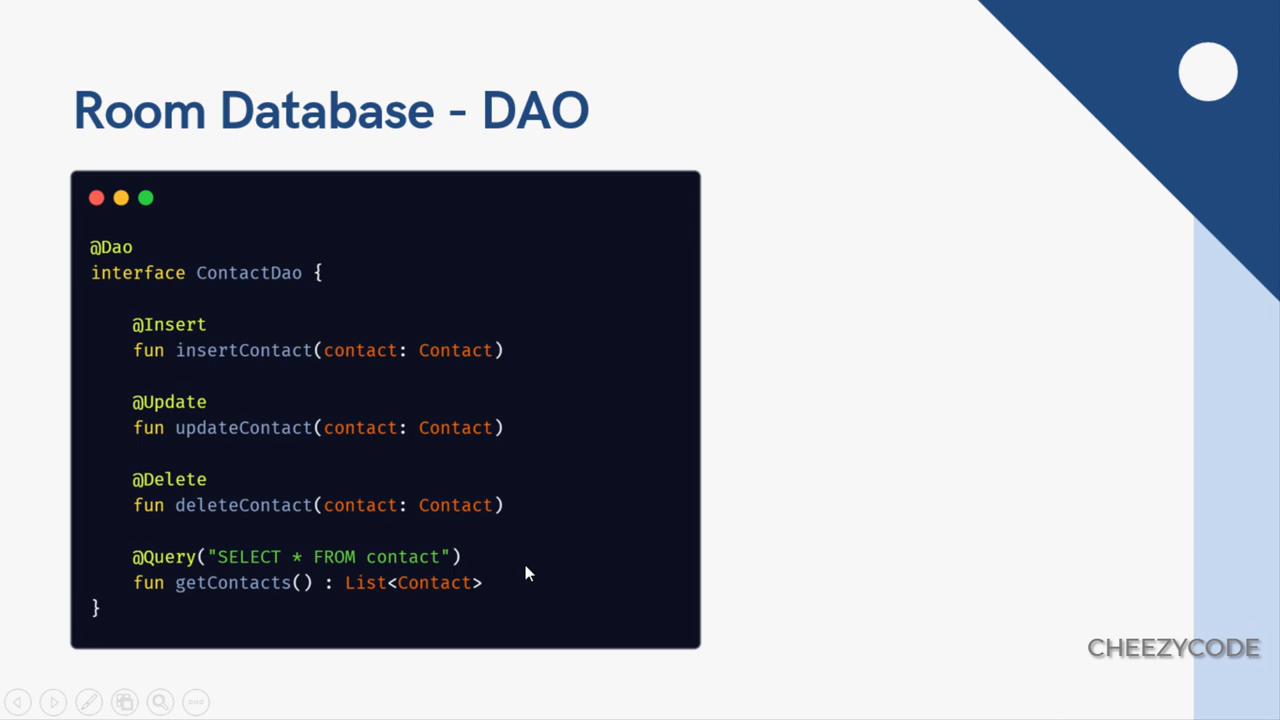 Room Database - DAO
@Dao
interface ContactDao {
@Insert
fun insertContact(contact: Contact)
@Update
fun updateContact(contact: Contact)
@Delete
fun deleteContact(contact: Contact)
@Query("SELECT * FROM contact")
fun getContacts() : List<Contact>
}
CHEEZYCODE